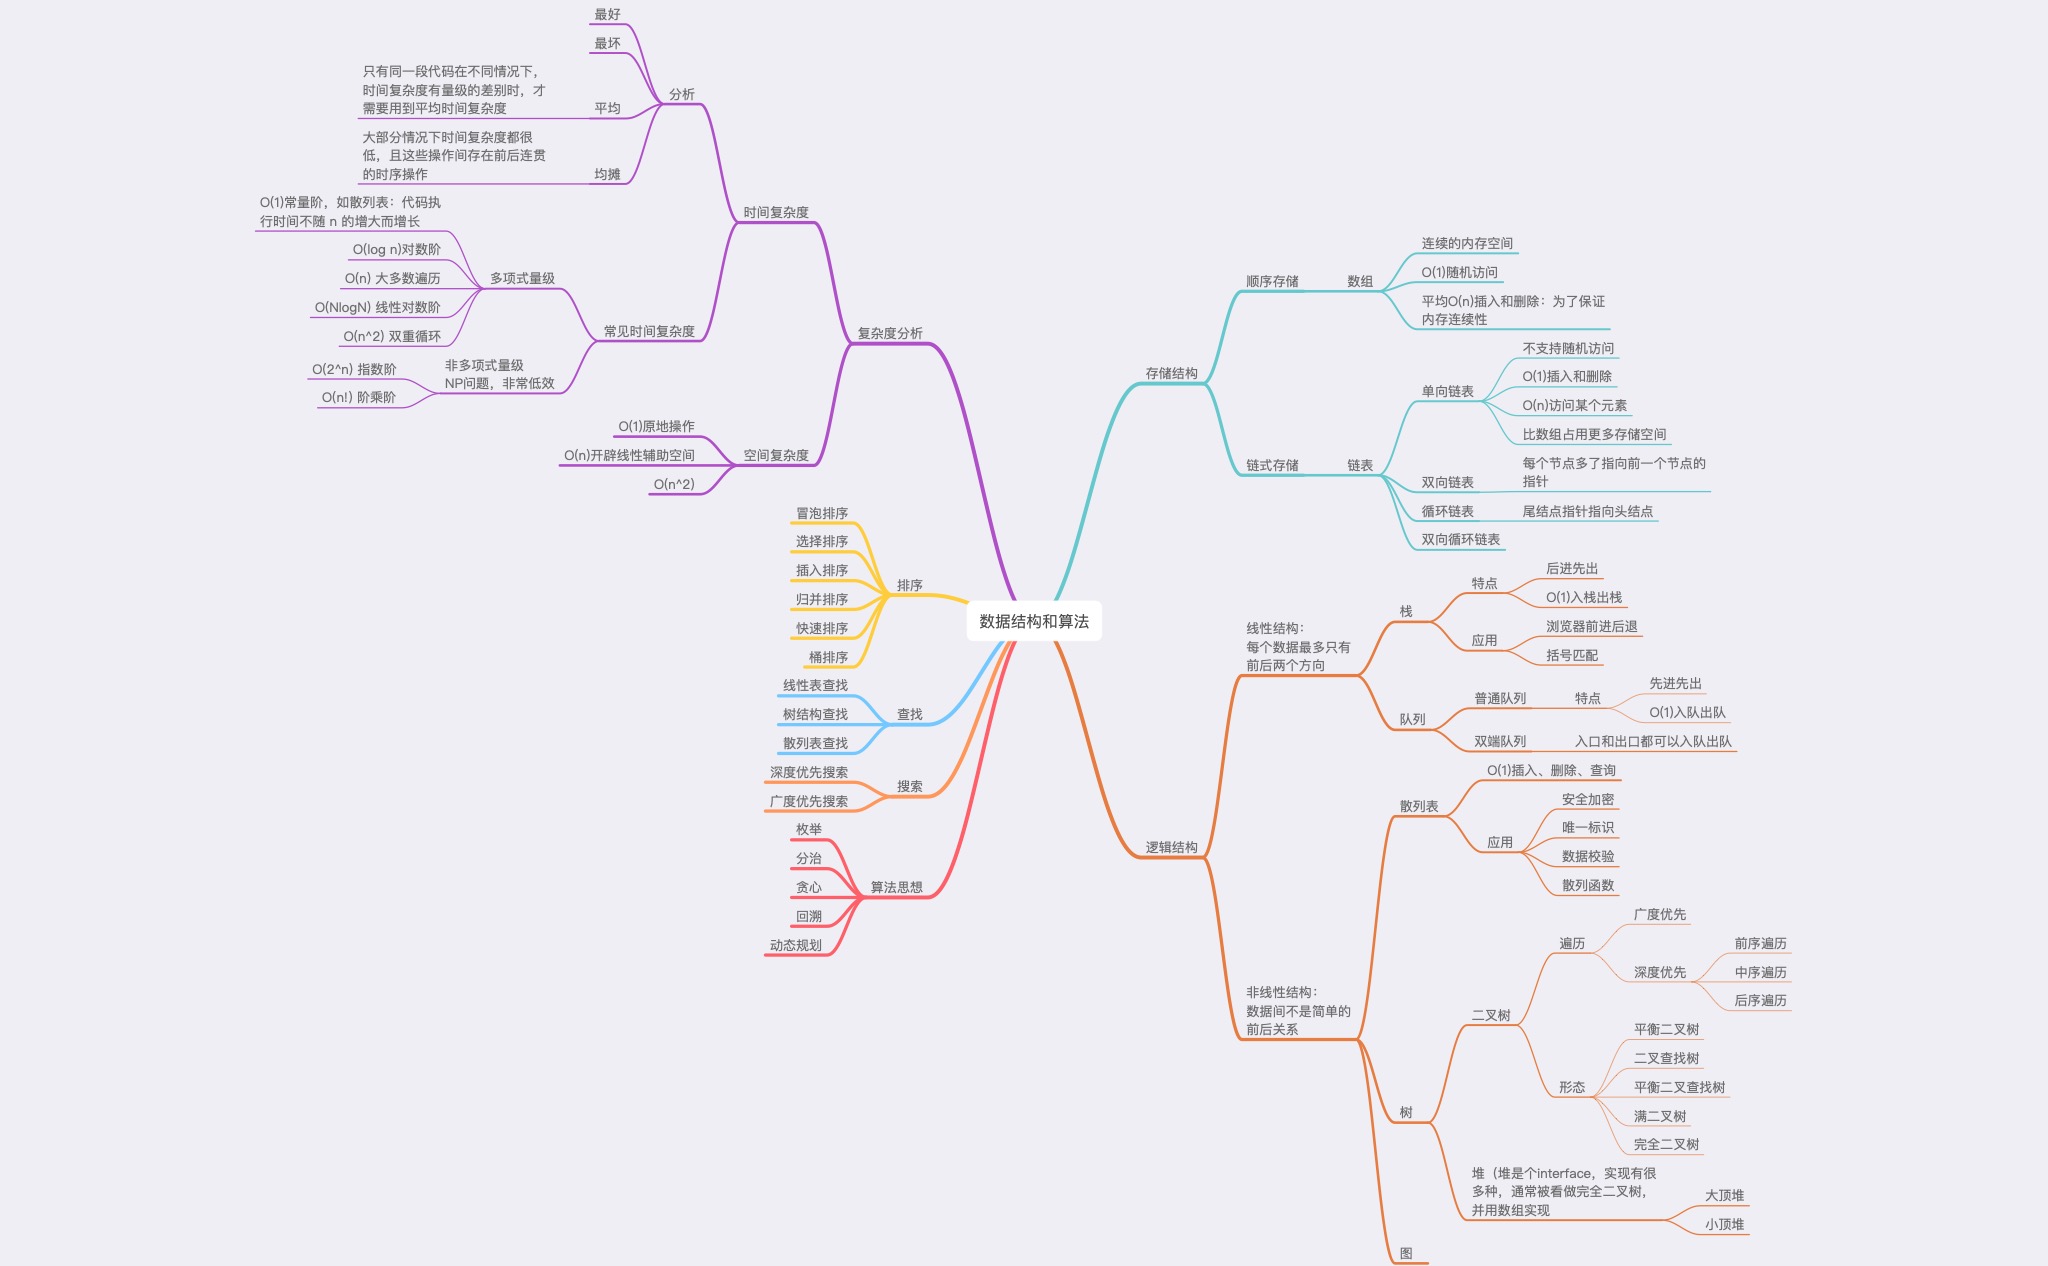 数据结构和算法
复杂度分析
时间复杂度
分析
最好
最坏
平均
只有同一段代码在不同情况下，
时间复杂度有量级的差别时，才
需要用到平均时间复杂度
均摊
大部分情况下时间复杂度都很
低，且这些操作间存在前后连贯
的时序操作
常见时间复杂度
多项式量级
O(1)常量阶，如散列表：代码执
行时间不随 n 的增大而增长
O(log n)对数阶
O(n) 大多数遍历
O(NlogN) 线性对数阶
O(n^2) 双重循环
非多项式量级
NP问题，非常低效
O(2^n) 指数阶
O(n!) 阶乘阶
空间复杂度
O(1)原地操作
O(n)开辟线性辅助空间
O(n^2)
排序
冒泡排序
选择排序
插入排序
归并排序
快速排序
桶排序
查找
线性表查找
树结构查找
散列表查找
搜索
深度优先搜索
广度优先搜索
算法思想
枚举
分治
贪心
回溯
动态规划
存储结构
顺序存储
数组
连续的内存空间
O(1)随机访问
平均O(n)插入和删除：为了保证
内存连续性
链式存储
链表
单向链表
不支持随机访问
O(1)插入和删除
O(n)访问某个元素
比数组占用更多存储空间
双向链表
每个节点多了指向前一个节点的
指针
循环链表
尾结点指针指向头结点
双向循环链表
逻辑结构
线性结构：
每个数据最多只有
前后两个方向
栈
特点
后进先出
O(1)入栈出栈
应用
浏览器前进后退
括号匹配
队列
普通队列
特点
先进先出
O(1)入队出队
双端队列
入口和出口都可以入队出队
非线性结构：
数据间不是简单的
前后关系
散列表
O(1)插入、删除、查询
应用
安全加密
唯一标识
数据校验
散列函数
树
二叉树
遍历
广度优先
深度优先
前序遍历
中序遍历
后序遍历
形态
平衡二叉树
二叉查找树
平衡二叉查找树
满二叉树
完全二叉树
堆（堆是个interface，实现有很
多种，通常被看做完全二叉树，
并用数组实现
大顶堆
小顶堆
图